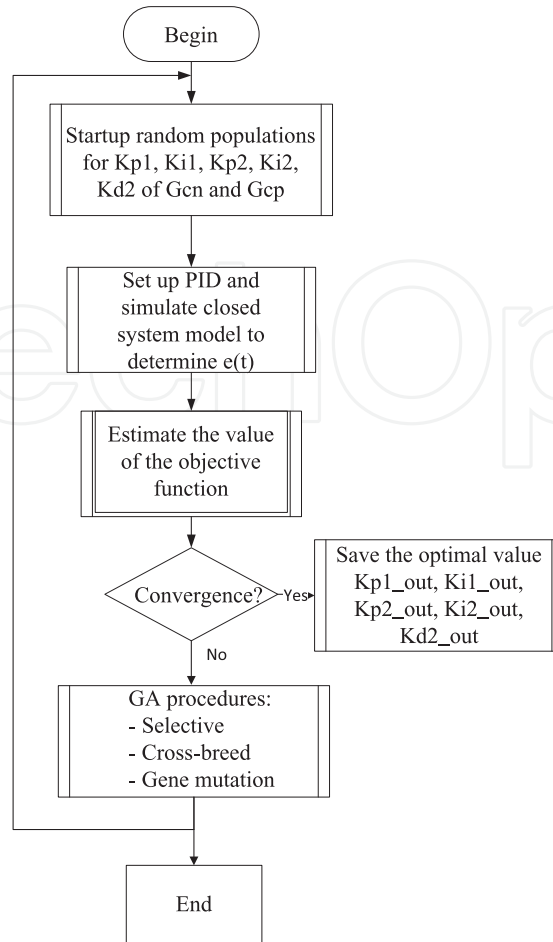 Begin
Startup random populations
for Kp1, Ki1, Kp2, Ki2,
Kd2 of Gcn and Gcp
Set up PID and
simulate closed
system model to
determine e(t)
Estimate the value
of the objective
function
Convergence?
Yes
Save the optimal value
Kp1_out, Ki1_out,
Kp2_out, Ki2_out,
Kd2_out
No
GA procedures:
- Selective
- Cross-breed
- Gene mutation
End
echOp